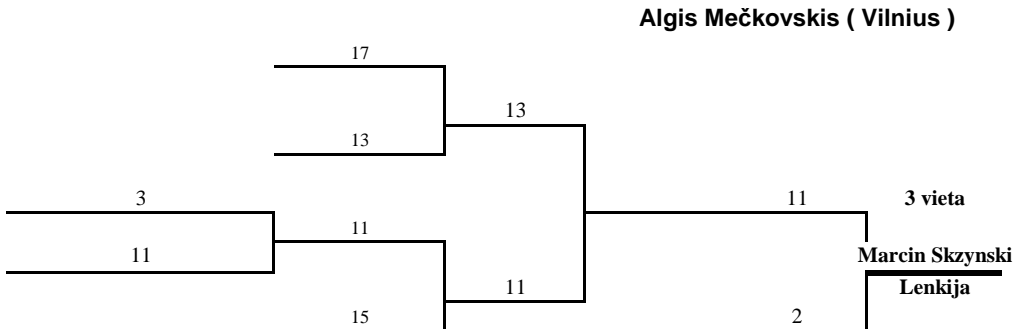 Algis Mečkovskis ( Vilnius )
17
13
13
3
11
3 vieta
11
11
Marcin Skzynski
11
Lenkija
15
2